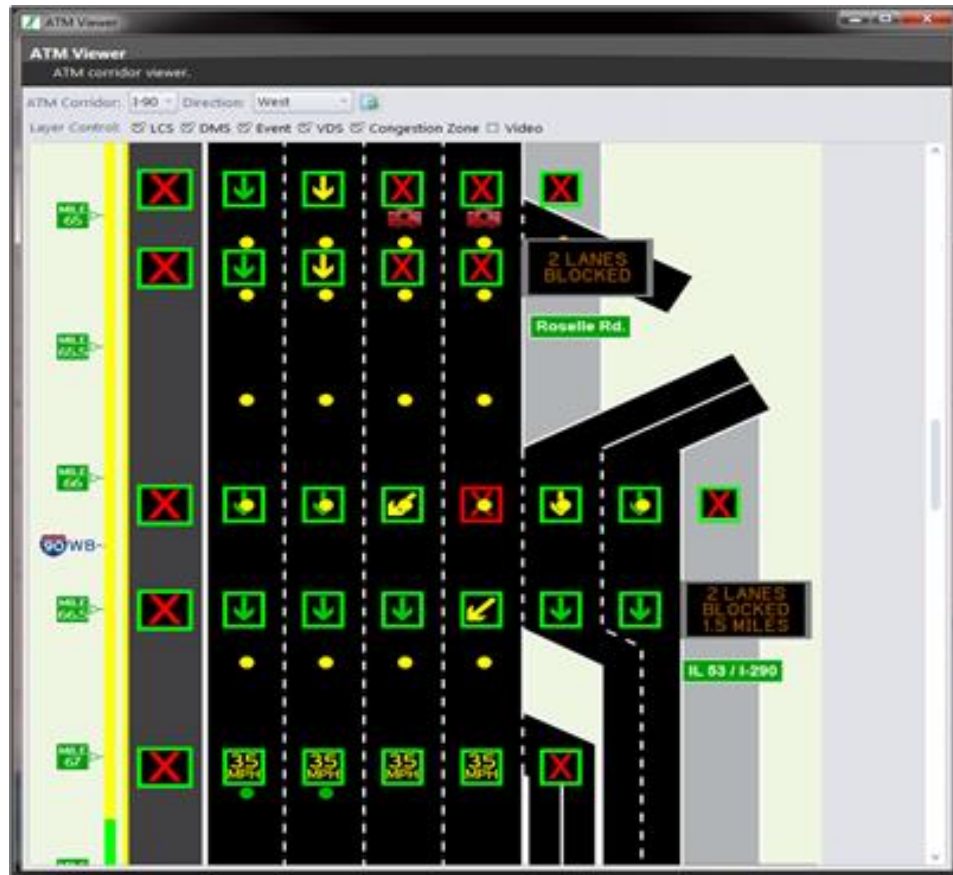 ATM Viewer
ATM Viewer
ATM corridor viewer.
ATM Corridor: I-90 Direction: West
Layer Control: LCS DMS Event VDS Congestion Zone Video
MILE
65
2 LANES
BLOCKED
Roselle Rd.
MILE
65.5
MILE
66
90 WB
MILE
66.5
2 LANES
BLOCKED
1.5 MILES
IL 53 / I-290
MILE
67
35
MPH
35
MPH
35
MPH
35
MPH